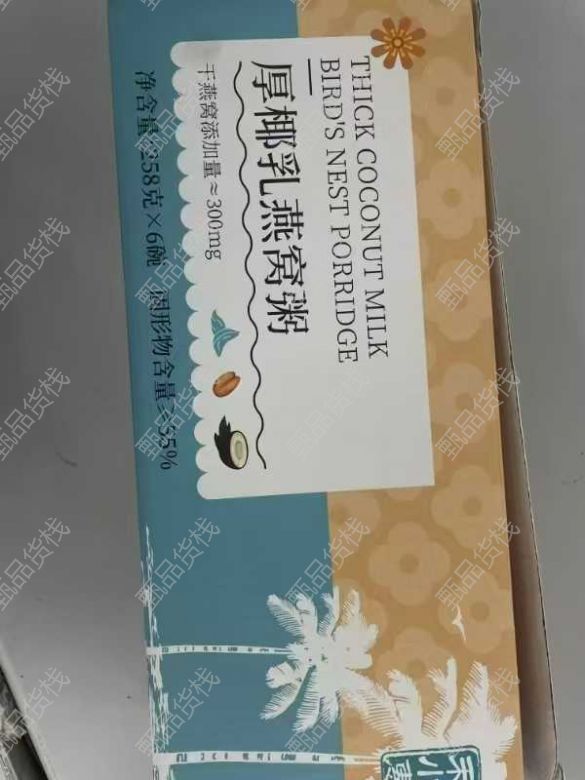 THICK COCONUT MILK
BIRD'S NEST PORRIDGE
厚椰乳燕窝粥
干燕窝添加量≈300mg
净含量:258克×6碗 固形物含量≥55%
甄品货栈